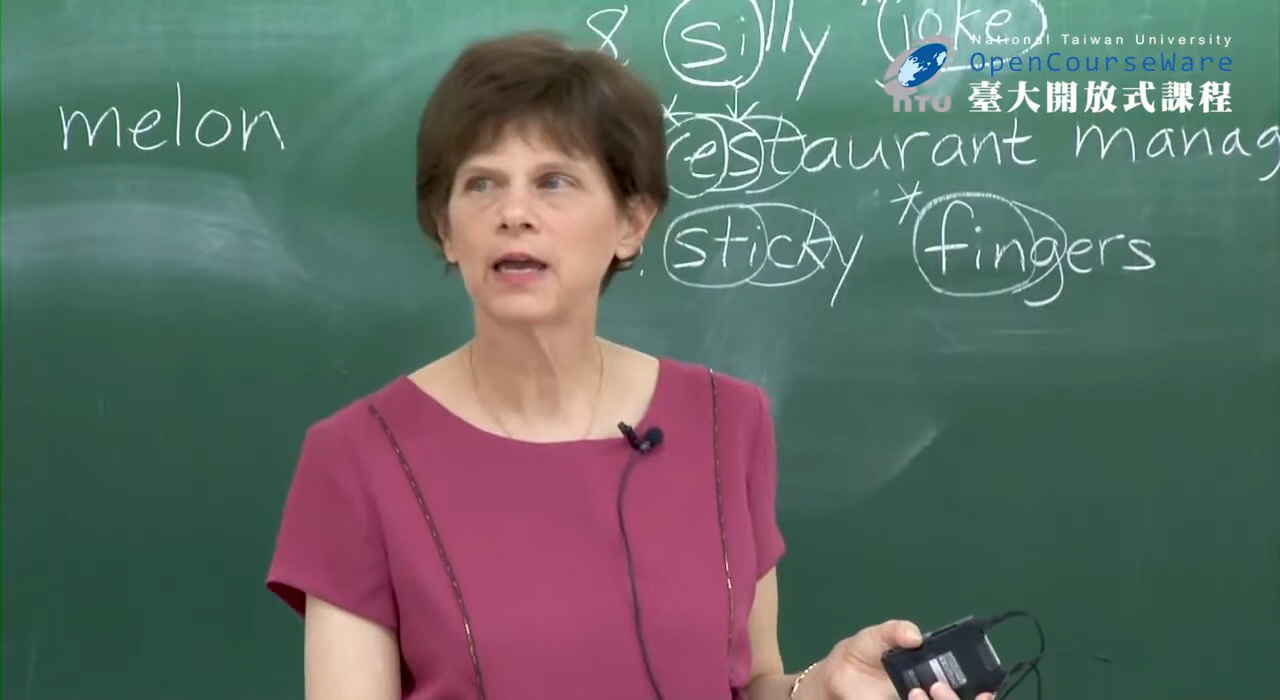 8. silly joke
National Taiwan University
OpenCourseWare
NTU
臺大開放式課程
melon
restaurant manag
sticky fingers